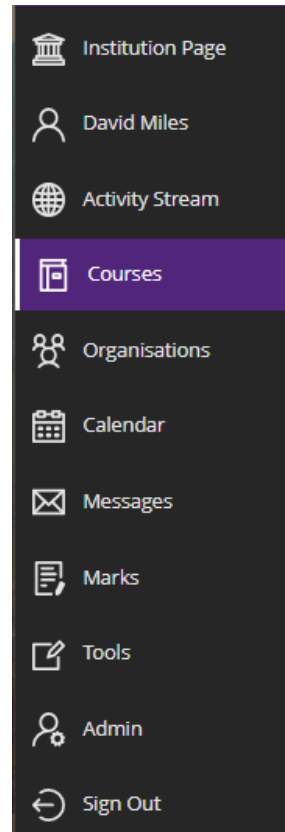 Institution Page
David Miles
Activity Stream
Courses
Organisations
Calendar
Messages
Marks
Tools
Admin
Sign Out